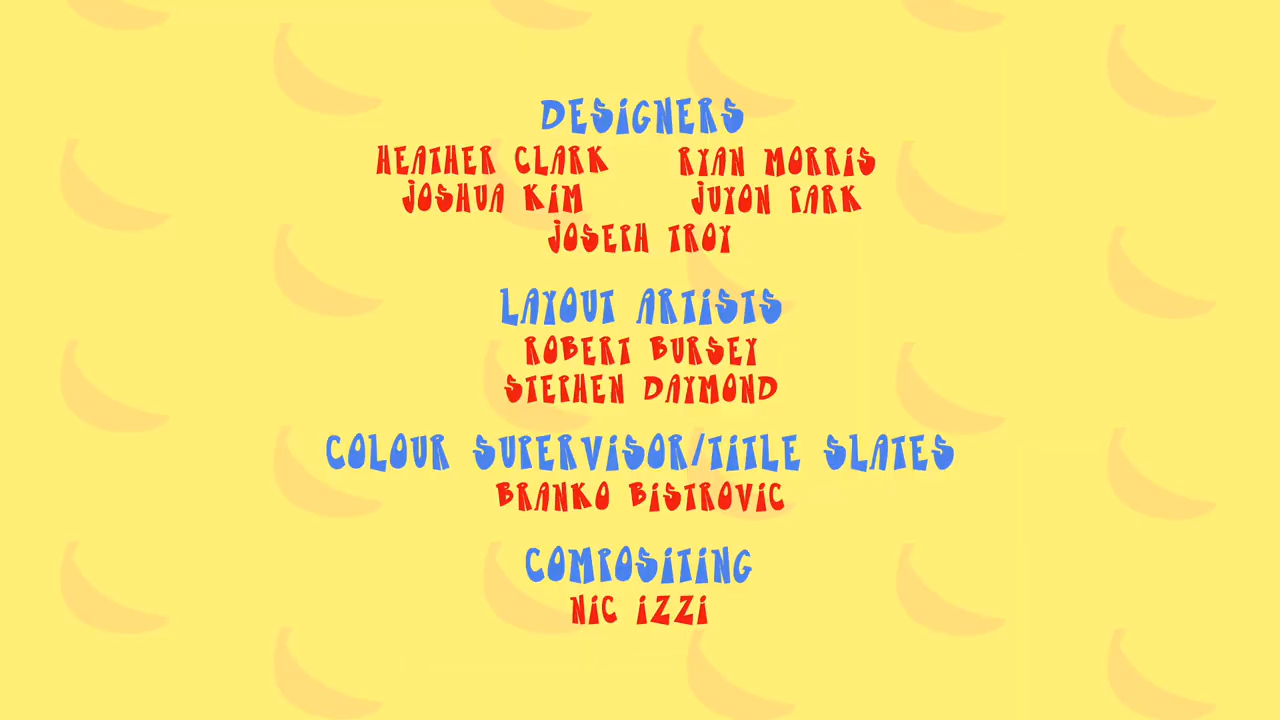 DESiGNERS
HEATHER CLARK RYAN MORRiS
JOSHUA KiM JUYON PARK
JOSEPH TROY
LAYOUT ARTiSTS
ROBERT BURSEY
STEPHEN DAYMOND
COLOUR SUPERViSOR/TiTLE SLATES
BRANKO BiSTROViC
COMPOSiTiNG
NiC iZZi